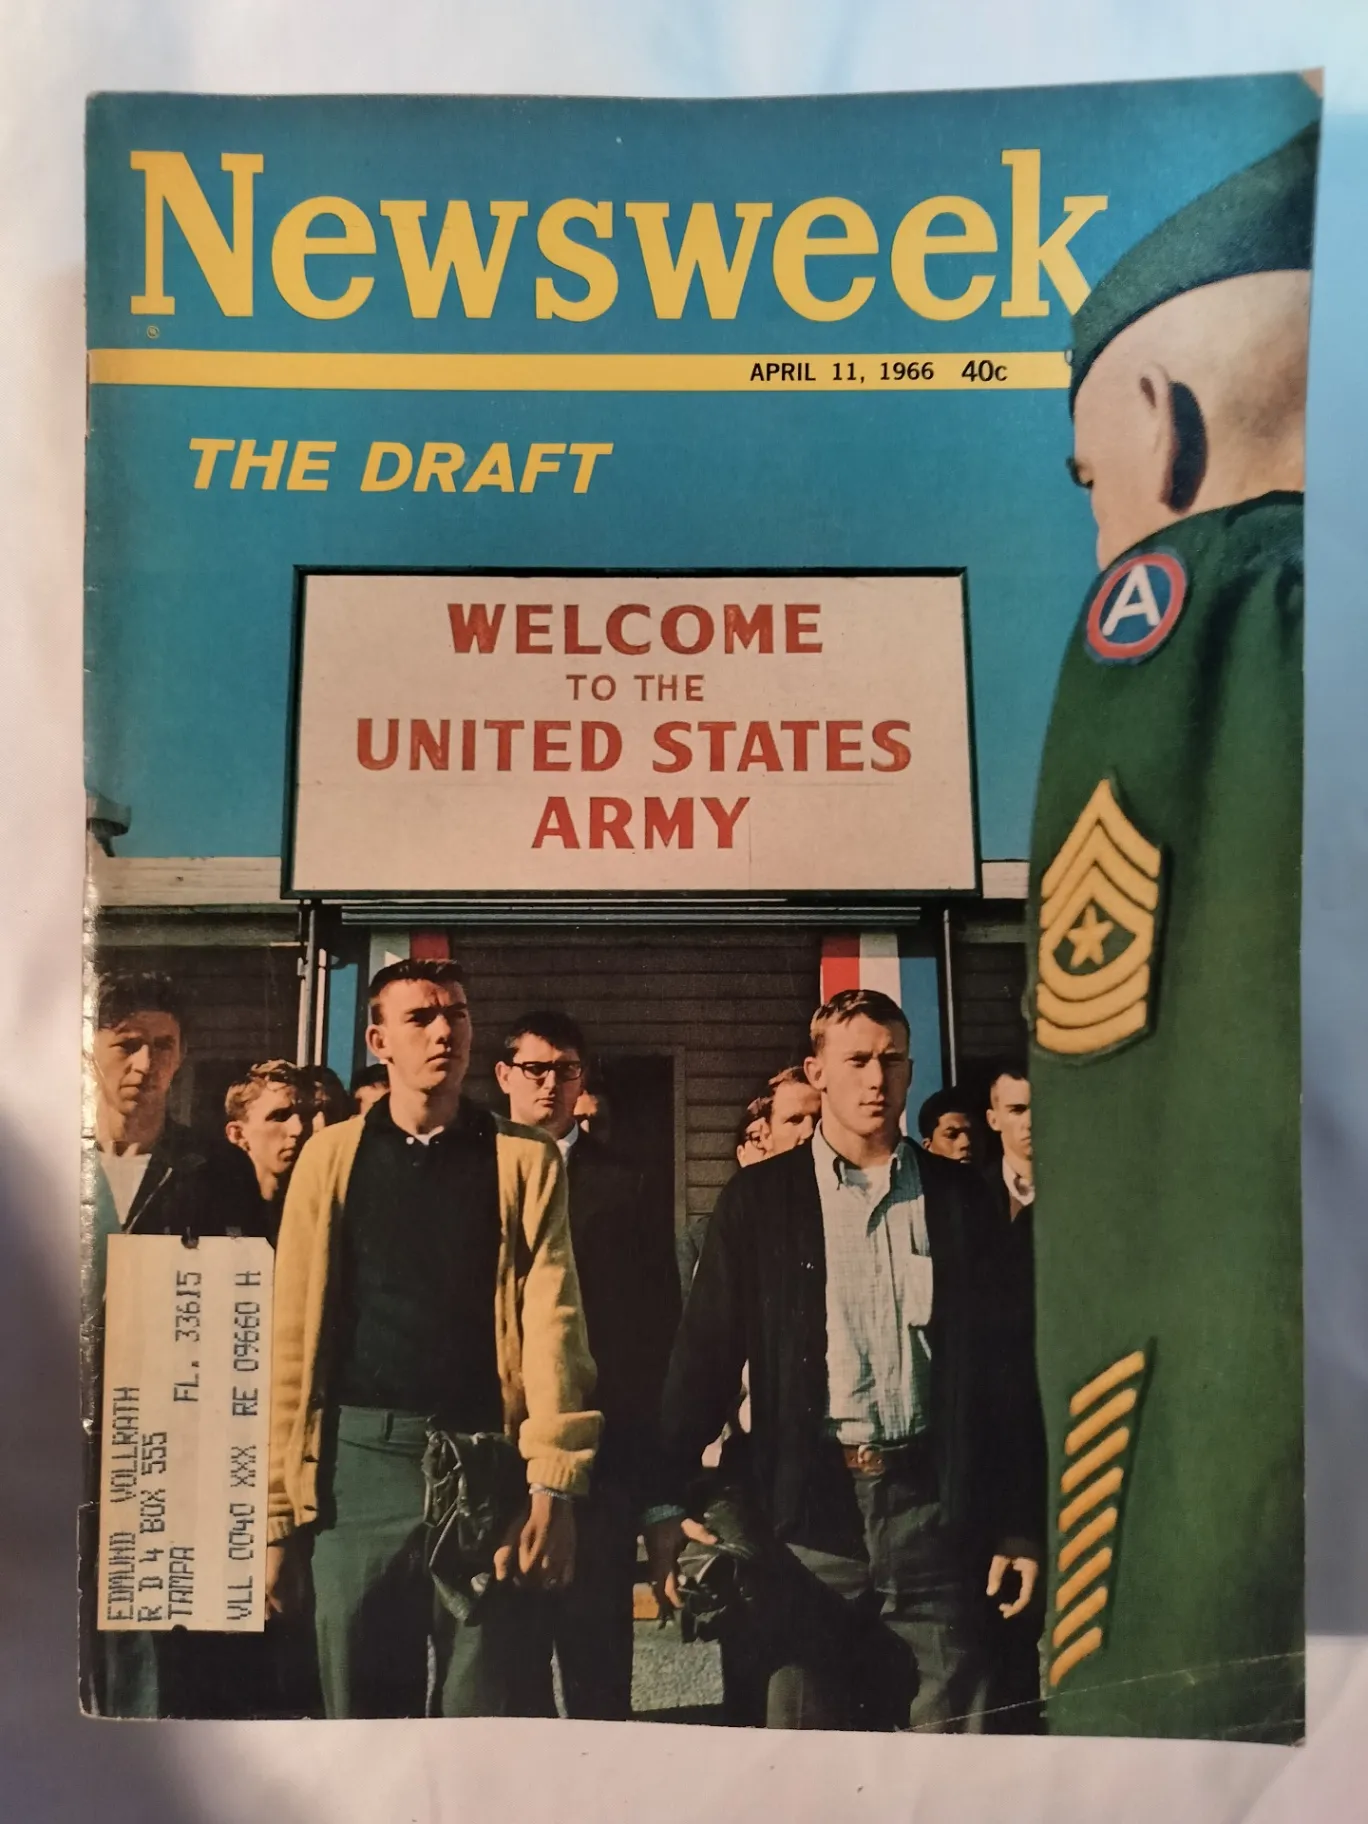 Newsweek
®
APRIL 11, 1966 40c
THE DRAFT
WELCOME
TO THE
UNITED STATES
ARMY
A
EDMUND VOLLRATH
R D 4 BOX 555
TAMPA FL. 33615
VLL 0040 XXX RE 09660 H